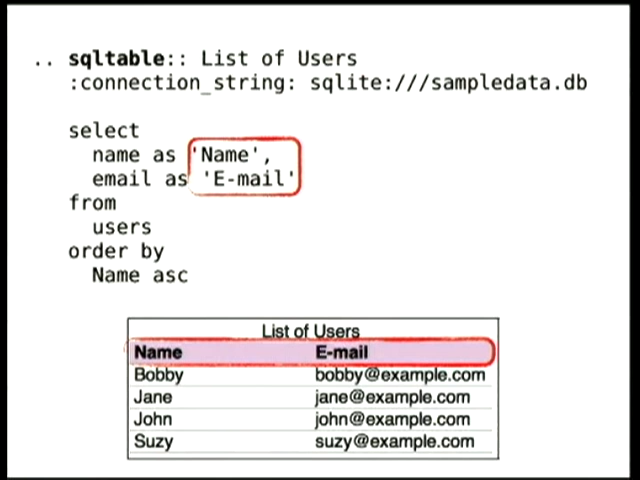 .. sqltable:: List of Users
:connection_string: sqlite:///sampledata.db
select
name as 'Name',
email as 'E-mail'
from
users
order by
Name asc
List of Users
Name E-mail
Bobby bobby@example.com
Jane jane@example.com
John john@example.com
Suzy suzy@example.com